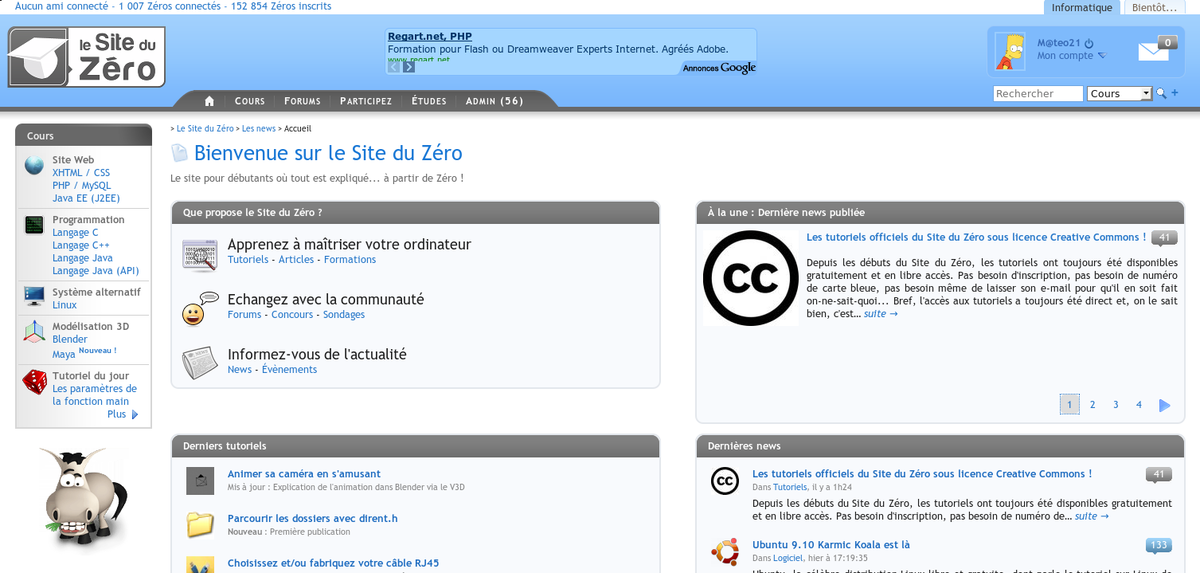 Aucun ami connecté - 1 007 Zéros connectés - 152 854 Zéros inscrits
Informatique
Bientôt...
le Site du
Zéro
Regart.net, PHP
Formation pour Flash ou Dreamweaver Experts Internet. Agréés Adobe.
www.regart.net
Annonces Google
M@teo21
Mon compte
0
Rechercher
Cours
+
Cours
Forums
Participez
Études
Admin (56)
Cours
Site Web
XHTML / CSS
PHP / MySQL
Java EE (J2EE)
Programmation
Langage C
Langage C++
Langage Java
Langage Java (API)
Système alternatif
Linux
Modélisation 3D
Blender
Maya Nouveau !
Tutoriel du jour
Les paramètres de
la fonction main
Plus
> Le Site du Zéro > Les news > Accueil
Bienvenue sur le Site du Zéro
Le site pour débutants où tout est expliqué... à partir de Zéro !
Que propose le Site du Zéro ?
Apprenez à maîtriser votre ordinateur
Tutoriels - Articles - Formations
Echangez avec la communauté
Forums - Concours - Sondages
Informez-vous de l'actualité
News - Évènements
À la une : Dernière news publiée
cc
Les tutoriels officiels du Site du Zéro sous licence Creative Commons !
41
Depuis les débuts du Site du Zéro, les tutoriels ont toujours été disponibles
gratuitement et en libre accès. Pas besoin d'inscription, pas besoin de numéro
de carte bleue, pas besoin même de laisser son e-mail pour qu'il en soit fait
on-ne-sait-quoi... Bref, l'accès aux tutoriels a toujours été direct et, on le sait
bien, c'est... suite →
1 2 3 4
Derniers tutoriels
Animer sa caméra en s'amusant
Mis à jour : Explication de l'animation dans Blender via le V3D
Parcourir les dossiers avec dirent.h
Nouveau : Première publication
Choisissez et/ou fabriquez votre câble RJ45
Dernières news
cc
Les tutoriels officiels du Site du Zéro sous licence Creative Commons !
41
Dans Tutoriels, il y a 1h24
Depuis les débuts du Site du Zéro, les tutoriels ont toujours été disponibles gratuitement
et en libre accès. Pas besoin d'inscription, pas besoin de numéro de... suite →
Ubuntu 9.10 Karmic Koala est là
133
Dans Logiciel, hier à 17:19:35